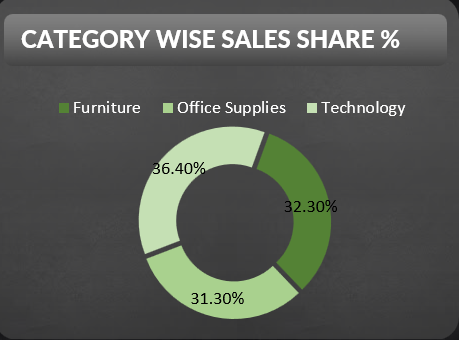 CATEGORY WISE SALES SHARE %
Furniture Office Supplies Technology
36.40%
32.30%
31.30%